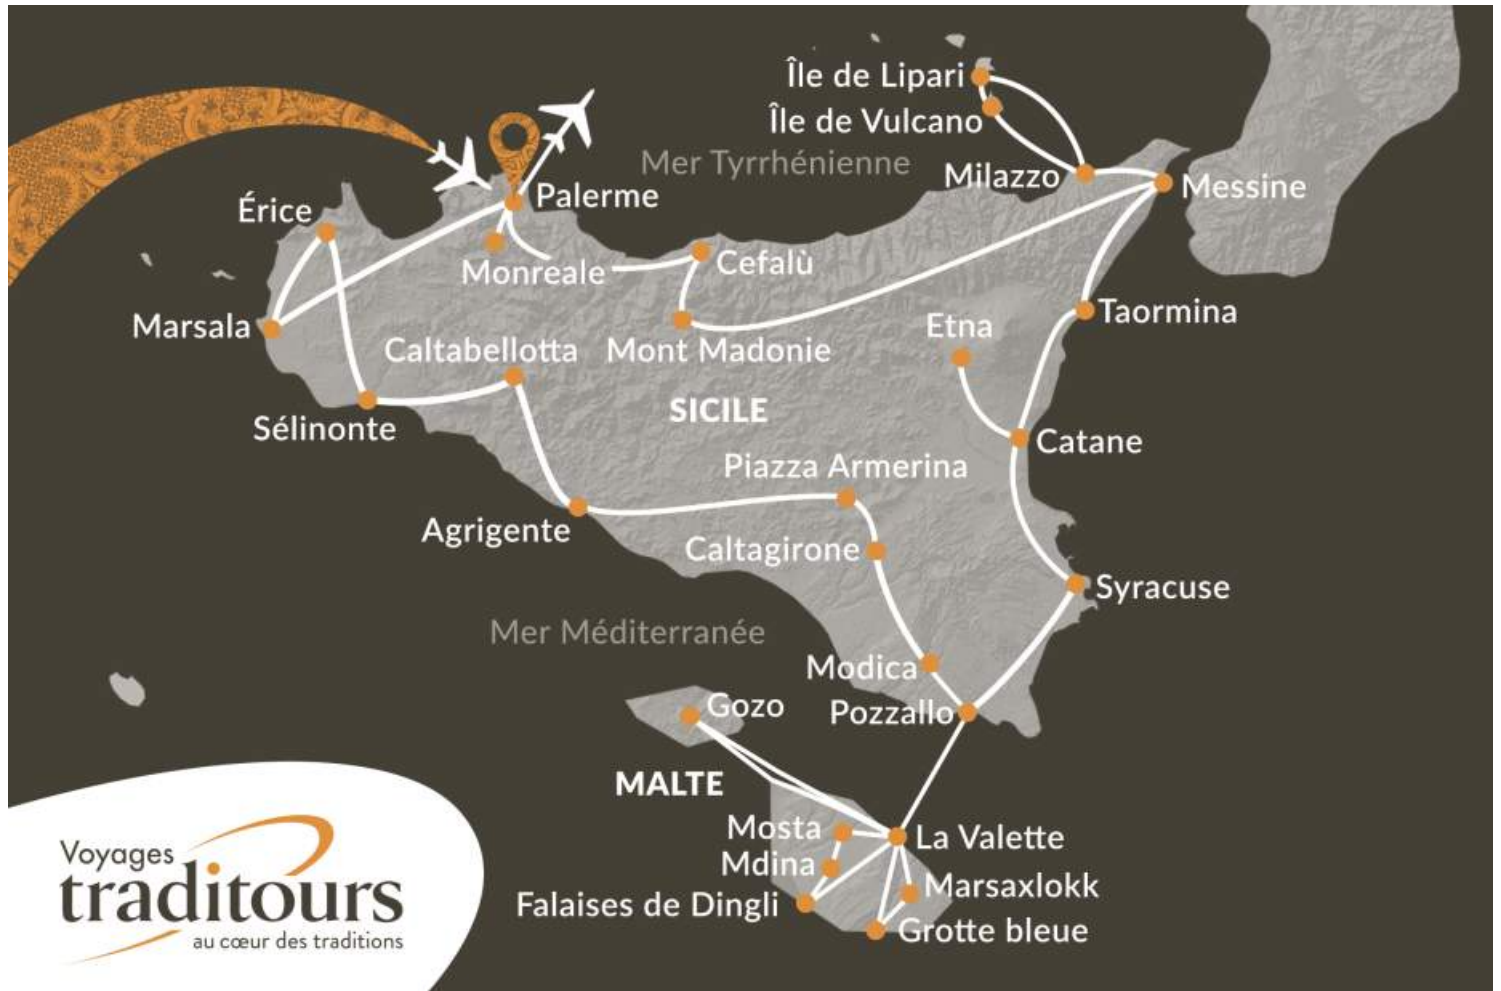 Île de Lipari
Île de Vulcano
Mer Tyrrhénienne
Milazzo
Messine
Palerme
Érice
Monreale
Cefalù
Marsala
Taormina
Etna
Caltabellotta
Mont Madonie
SICILE
Sélinonte
Catane
Piazza Armerina
Agrigente
Caltagirone
Syracuse
Mer Méditerranée
Modica
Gozo
Pozzallo
MALTE
Mosta
La Valette
Mdina
Marsaxlokk
Falaises de Dingli
Grotte bleue
Voyages
traditours
au cœur des traditions